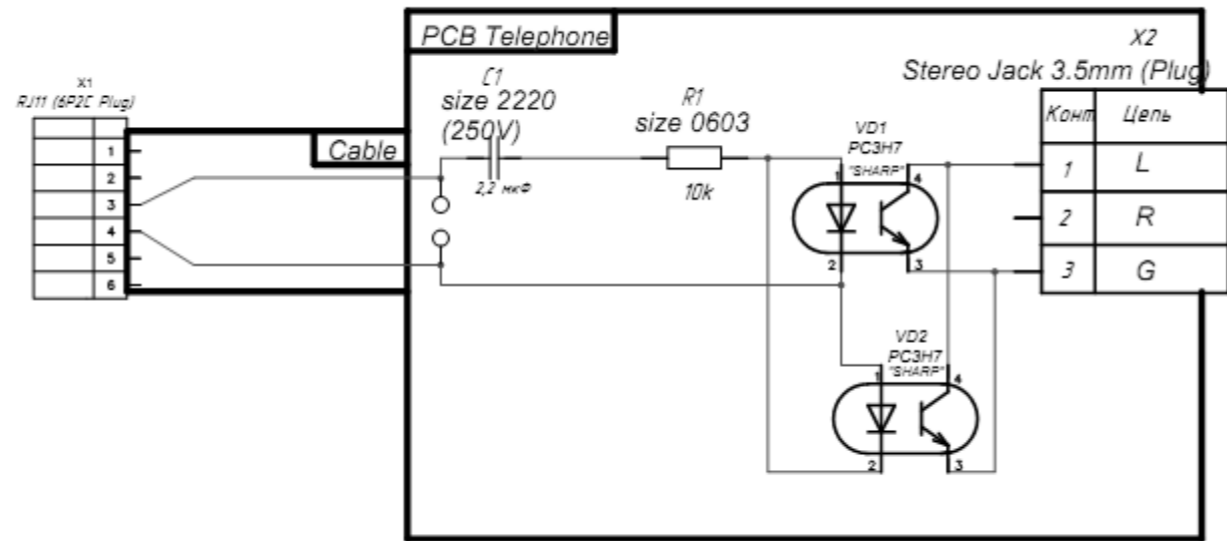 PCB Telephone
X2
Stereo Jack 3.5mm (Plug)
Конт Цепь
1 L
2 R
3 G
X1
RJ11 (6P2C Plug)
1
2
3
4
5
6
Cable
C1
size 2220
(250V)
2,2 мкФ
R1
size 0603
10k
VD1
PC3H7
"SHARP"
1 4
2 3
VD2
PC3H7
"SHARP"
1 4
2 3